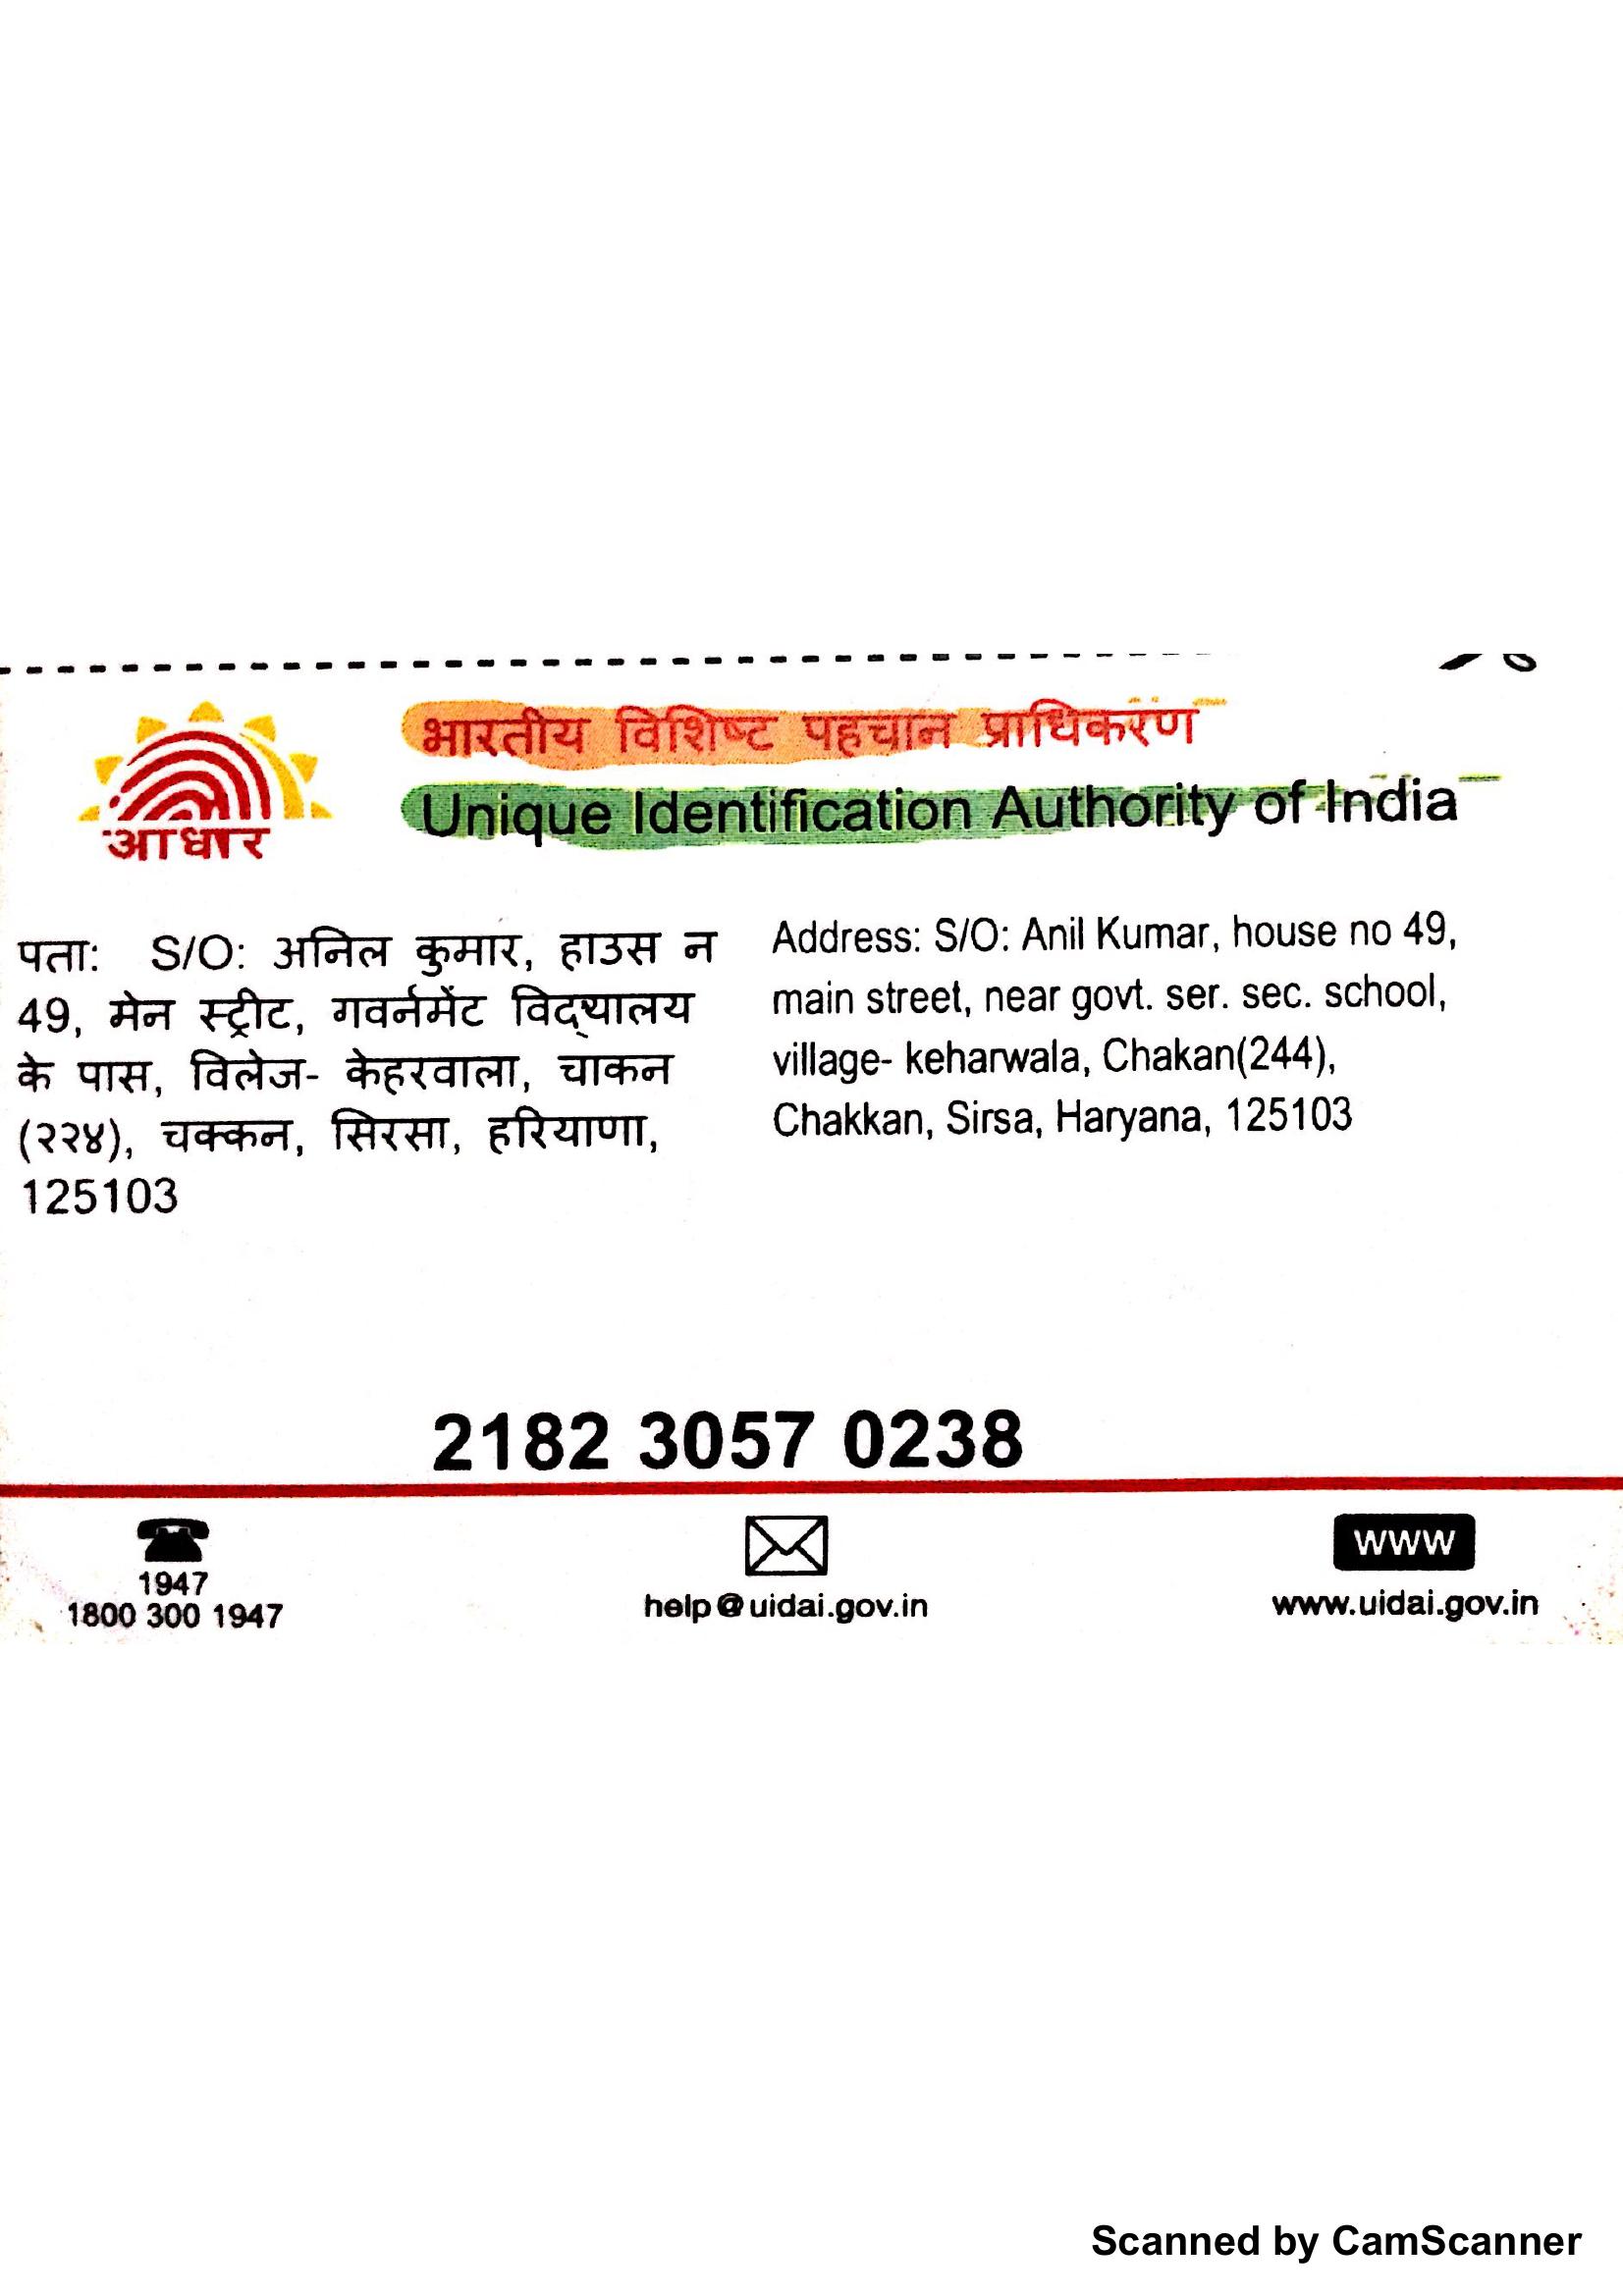 आधार
भारतीय विशिष्ट पहचान प्राधिकरण
Unique Identification Authority of India
पता: S/O: अनिल कुमार, हाउस न
49, मेन स्ट्रीट, गवर्नमेंट विद्यालय
के पास, विलेज- केहरवाला, चाकन
(२२४), चक्कन, सिरसा, हरियाणा,
125103
Address: S/O: Anil Kumar, house no 49,
main street, near govt. ser. sec. school,
village- keharwala, Chakan(244),
Chakkan, Sirsa, Haryana, 125103
2182 3057 0238
1947
1800 300 1947
help@uidai.gov.in
WWW
www.uidai.gov.in
Scanned by CamScanner